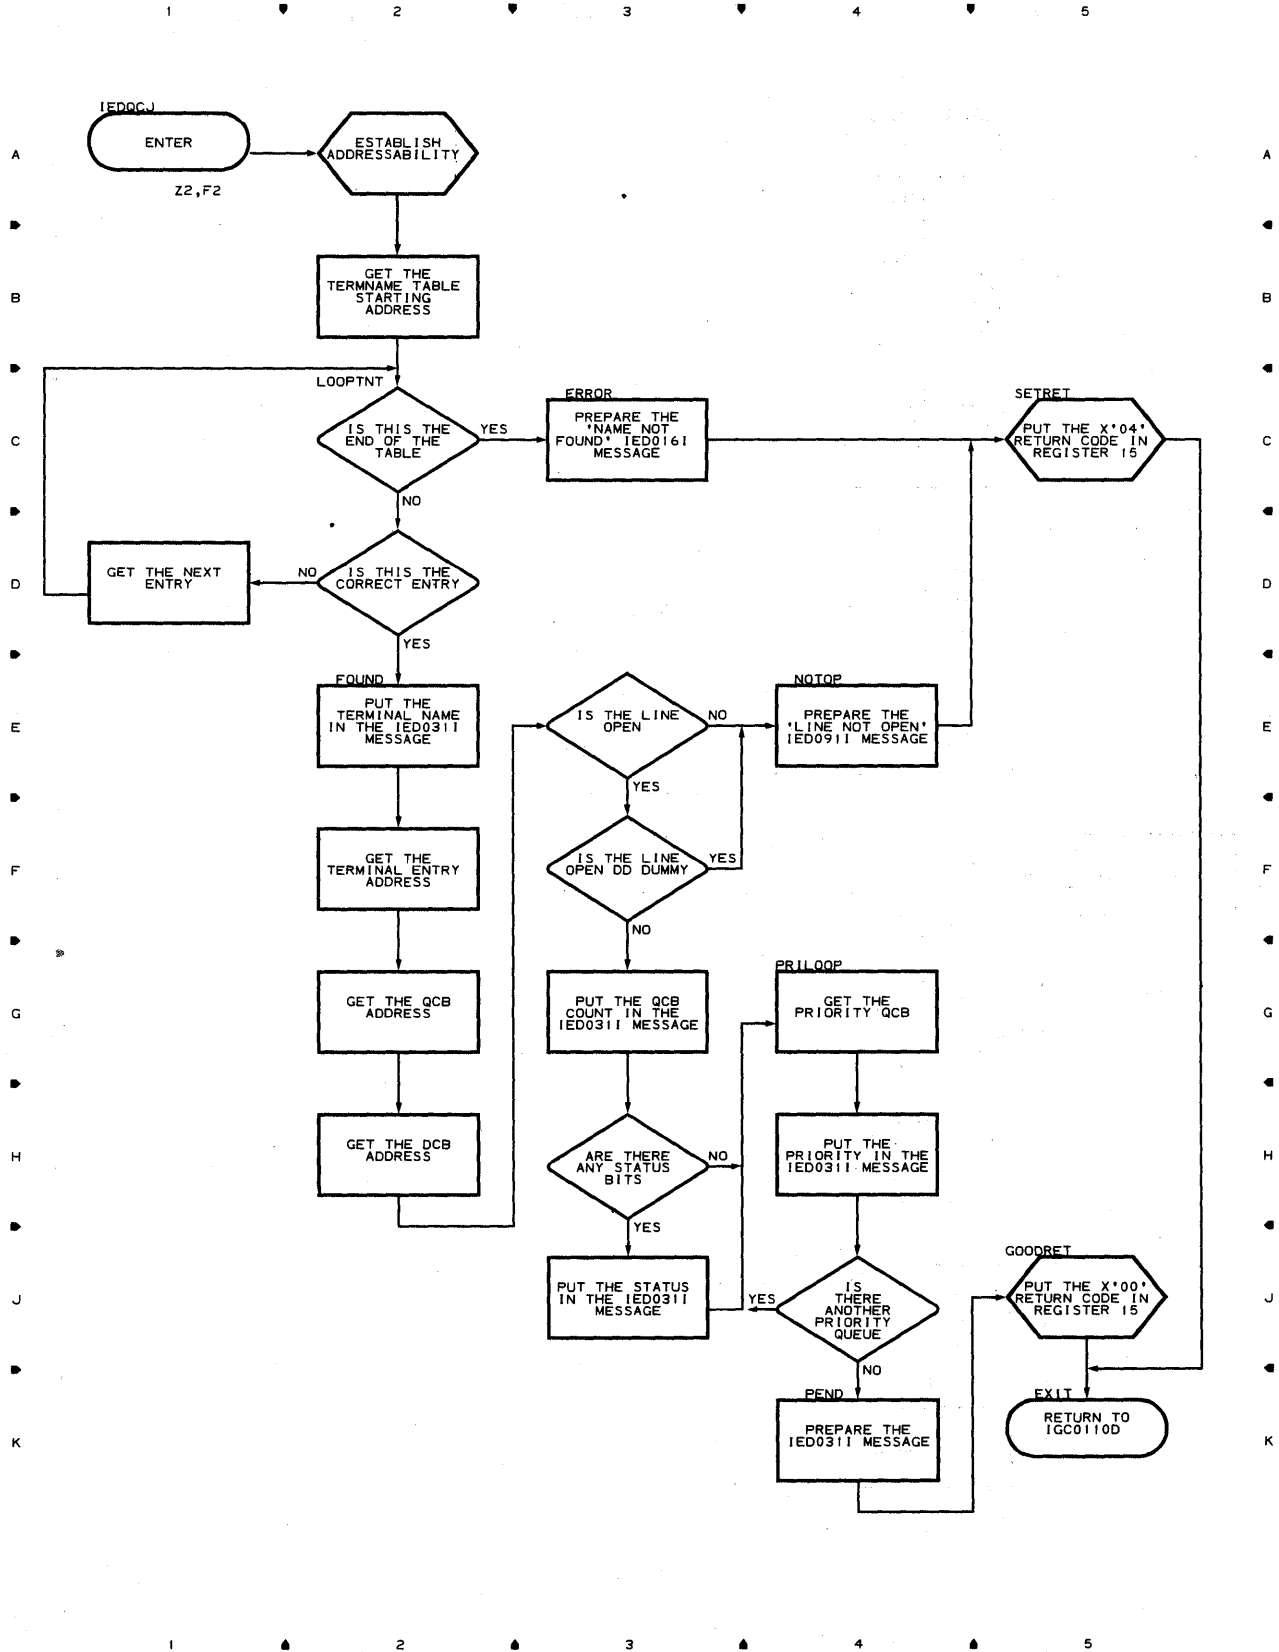 1 2 3 4 5
IEDQCJ
ENTER
Z2,F2
A
A
ESTABLISH
ADDRESSABILITY
B
B
GET THE
TERMNAME TABLE
STARTING
ADDRESS
LOOPTNT
C
C
IS THIS THE
END OF THE
TABLE
YES
NO
ERROR
PREPARE THE
'NAME NOT
FOUND' IED016I
MESSAGE
SETRET
PUT THE X'04'
RETURN CODE IN
REGISTER 15
D
D
GET THE NEXT
ENTRY
NO
IS THIS THE
CORRECT ENTRY
YES
E
E
FOUND
PUT THE
TERMINAL NAME
IN THE IED031I
MESSAGE
IS THE LINE
OPEN
NO
YES
NOTOP
PREPARE THE
'LINE NOT OPEN'
IED091I MESSAGE
F
F
GET THE
TERMINAL ENTRY
ADDRESS
IS THE LINE
OPEN DD DUMMY
YES
NO
G
G
GET THE QCB
ADDRESS
PUT THE QCB
COUNT IN THE
IED031I MESSAGE
PRILOOP
GET THE
PRIORITY QCB
H
H
GET THE DCB
ADDRESS
ARE THERE
ANY STATUS
BITS
NO
YES
PUT THE
PRIORITY IN THE
IED031I MESSAGE
J
J
PUT THE STATUS
IN THE IED031I
MESSAGE
YES
IS
THERE
ANOTHER
PRIORITY
QUEUE
NO
GOODRET
PUT THE X'00'
RETURN CODE IN
REGISTER 15
K
K
PEND
PREPARE THE
IED031I MESSAGE
EXIT
RETURN TO
IGC0110D
1 2 3 4 5